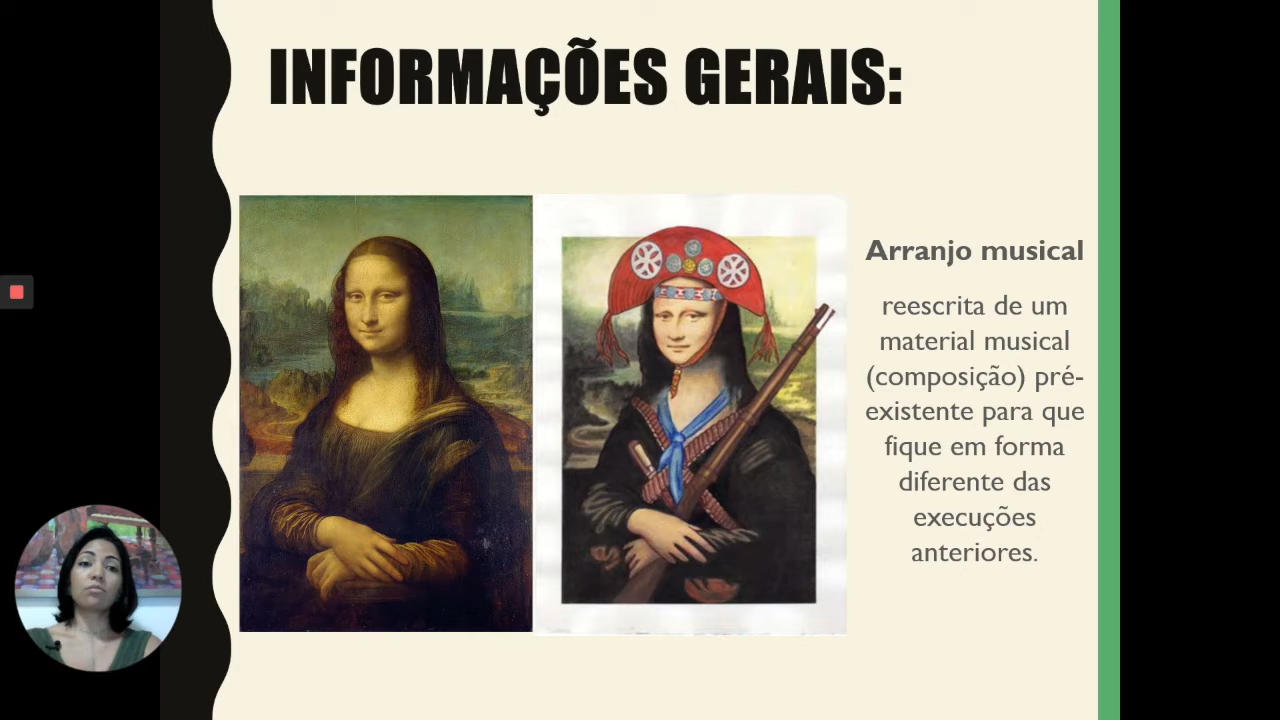 INFORMAÇÕES GERAIS:
Arranjo musical
reescrita de um
material musical
(composição) pré-
existente para que
fique em forma
diferente das
execuções
anteriores.